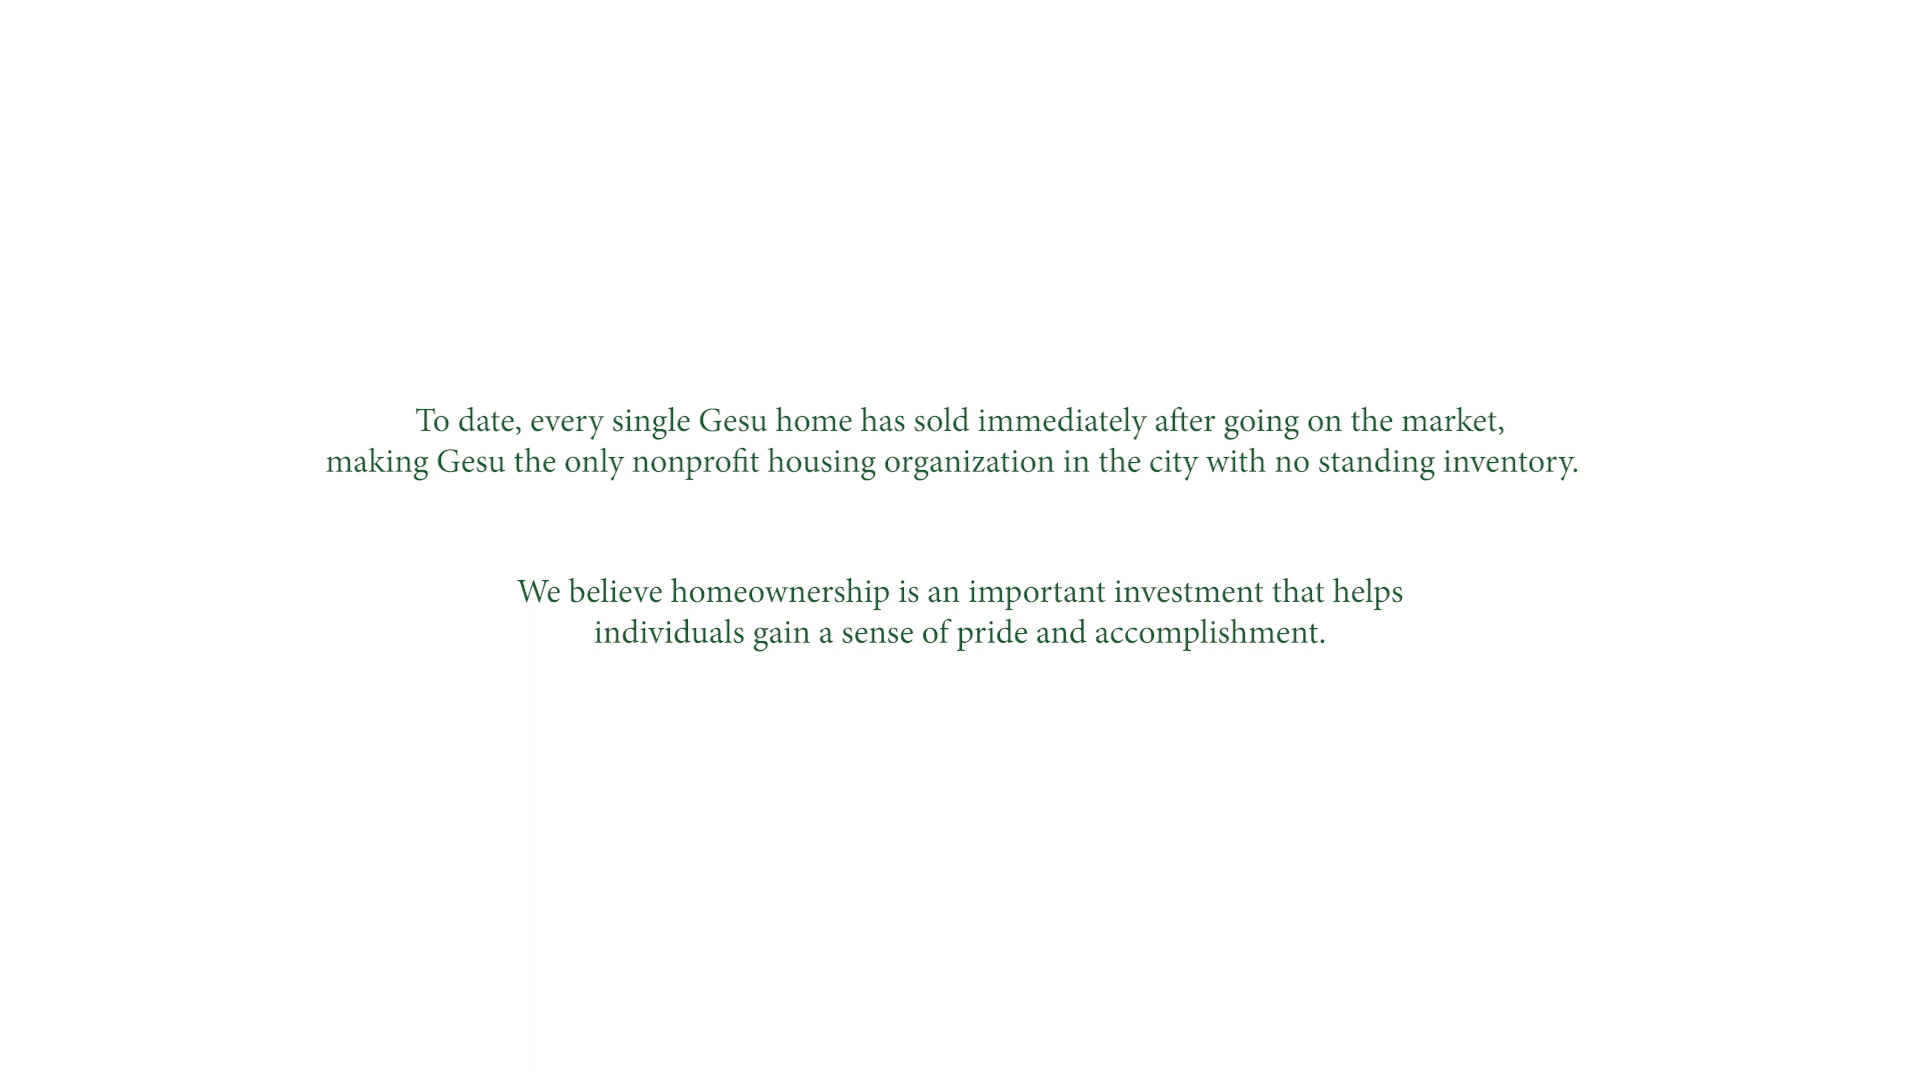 To date, every single Gesu home has sold immediately after going on the market,
making Gesu the only nonprofit housing organization in the city with no standing inventory.
We believe homeownership is an important investment that helps
individuals gain a sense of pride and accomplishment.